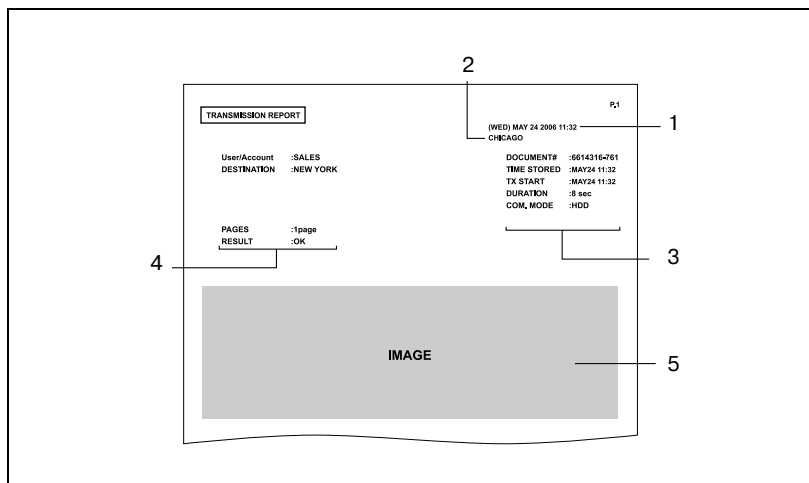 2
P.1
TRANSMISSION REPORT
(WED) MAY 24 2006 11:32
1
CHICAGO
User/Account :SALES
DESTINATION :NEW YORK
DOCUMENT# :6614316-761
TIME STORED :MAY24 11:32
TX START :MAY24 11:32
DURATION :8 sec
COM. MODE :HDD
PAGES :1page
RESULT :OK
4
3
IMAGE
5